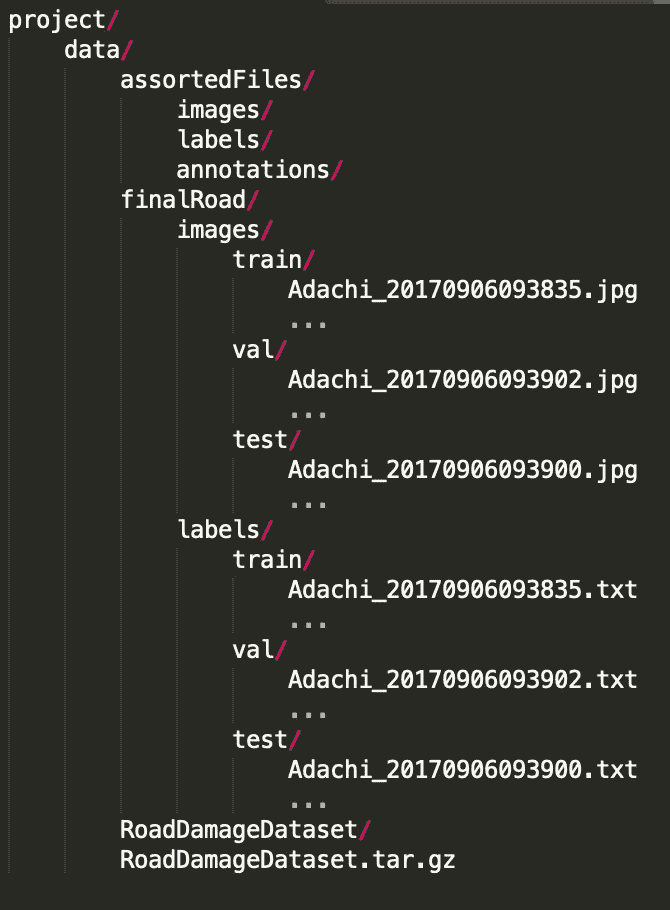 project/
data/
assortedFiles/
images/
labels/
annotations/
finalRoad/
images/
train/
Adachi_20170906093835.jpg
...
val/
Adachi_20170906093902.jpg
...
test/
Adachi_20170906093900.jpg
...
labels/
train/
Adachi_20170906093835.txt
...
val/
Adachi_20170906093902.txt
...
test/
Adachi_20170906093900.txt
...
RoadDamageDataset/
RoadDamageDataset.tar.gz